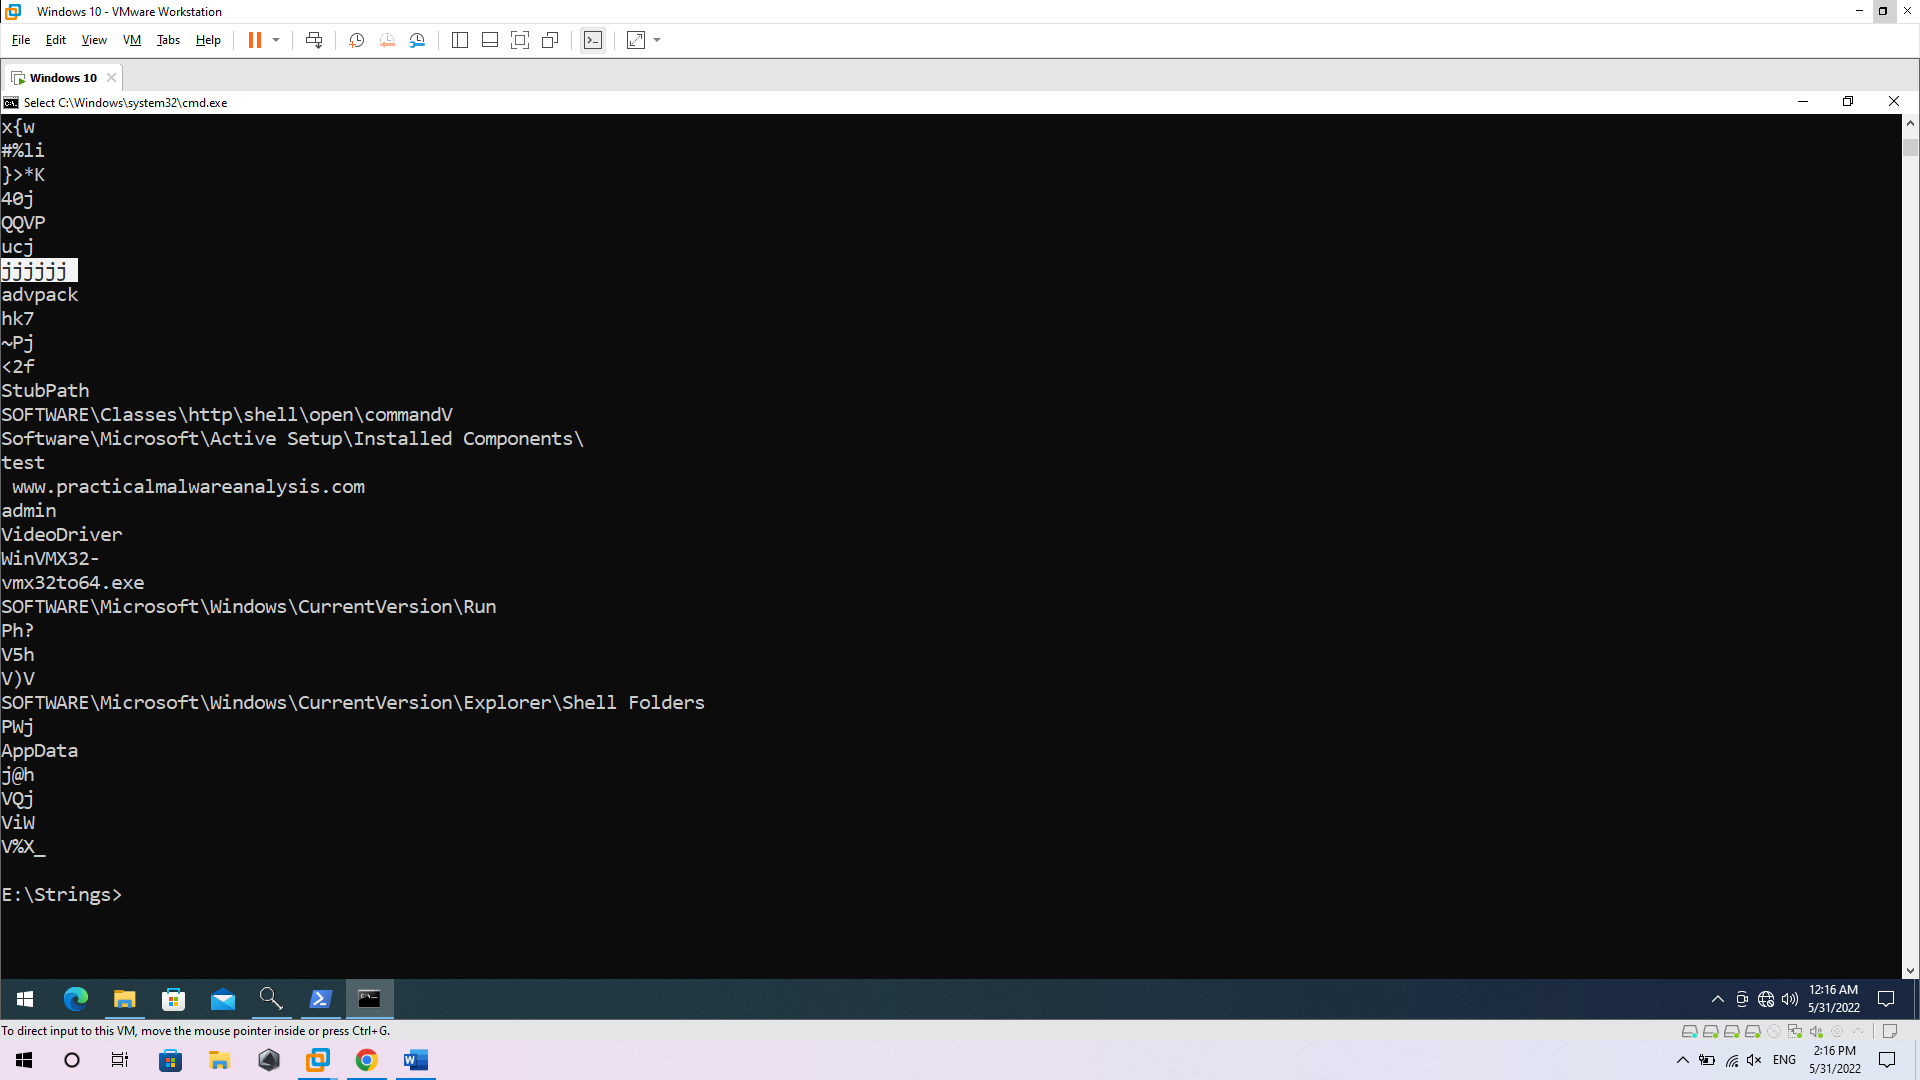 Windows 10 - VMware Workstation
File Edit View VM Tabs Help
Windows 10
Select C:\Windows\system32\cmd.exe
x{w
#%li
}>*K
40j
QQVP
ucj
jjjjjj
advpack
hk7
~Pj
<2f
StubPath
SOFTWARE\Classes\http\shell\open\commandV
Software\Microsoft\Active Setup\Installed Components\
test
www.practicalmalwareanalysis.com
admin
VideoDriver
WinVMX32-
vmx32to64.exe
SOFTWARE\Microsoft\Windows\CurrentVersion\Run
Ph?
V5h
V)V
SOFTWARE\Microsoft\Windows\CurrentVersion\Explorer\Shell Folders
PWj
AppData
j@h
VQj
ViW
V%X_
E:\Strings>
12:16 AM
5/31/2022
To direct input to this VM, move the mouse pointer inside or press Ctrl+G.
ENG
2:16 PM
5/31/2022